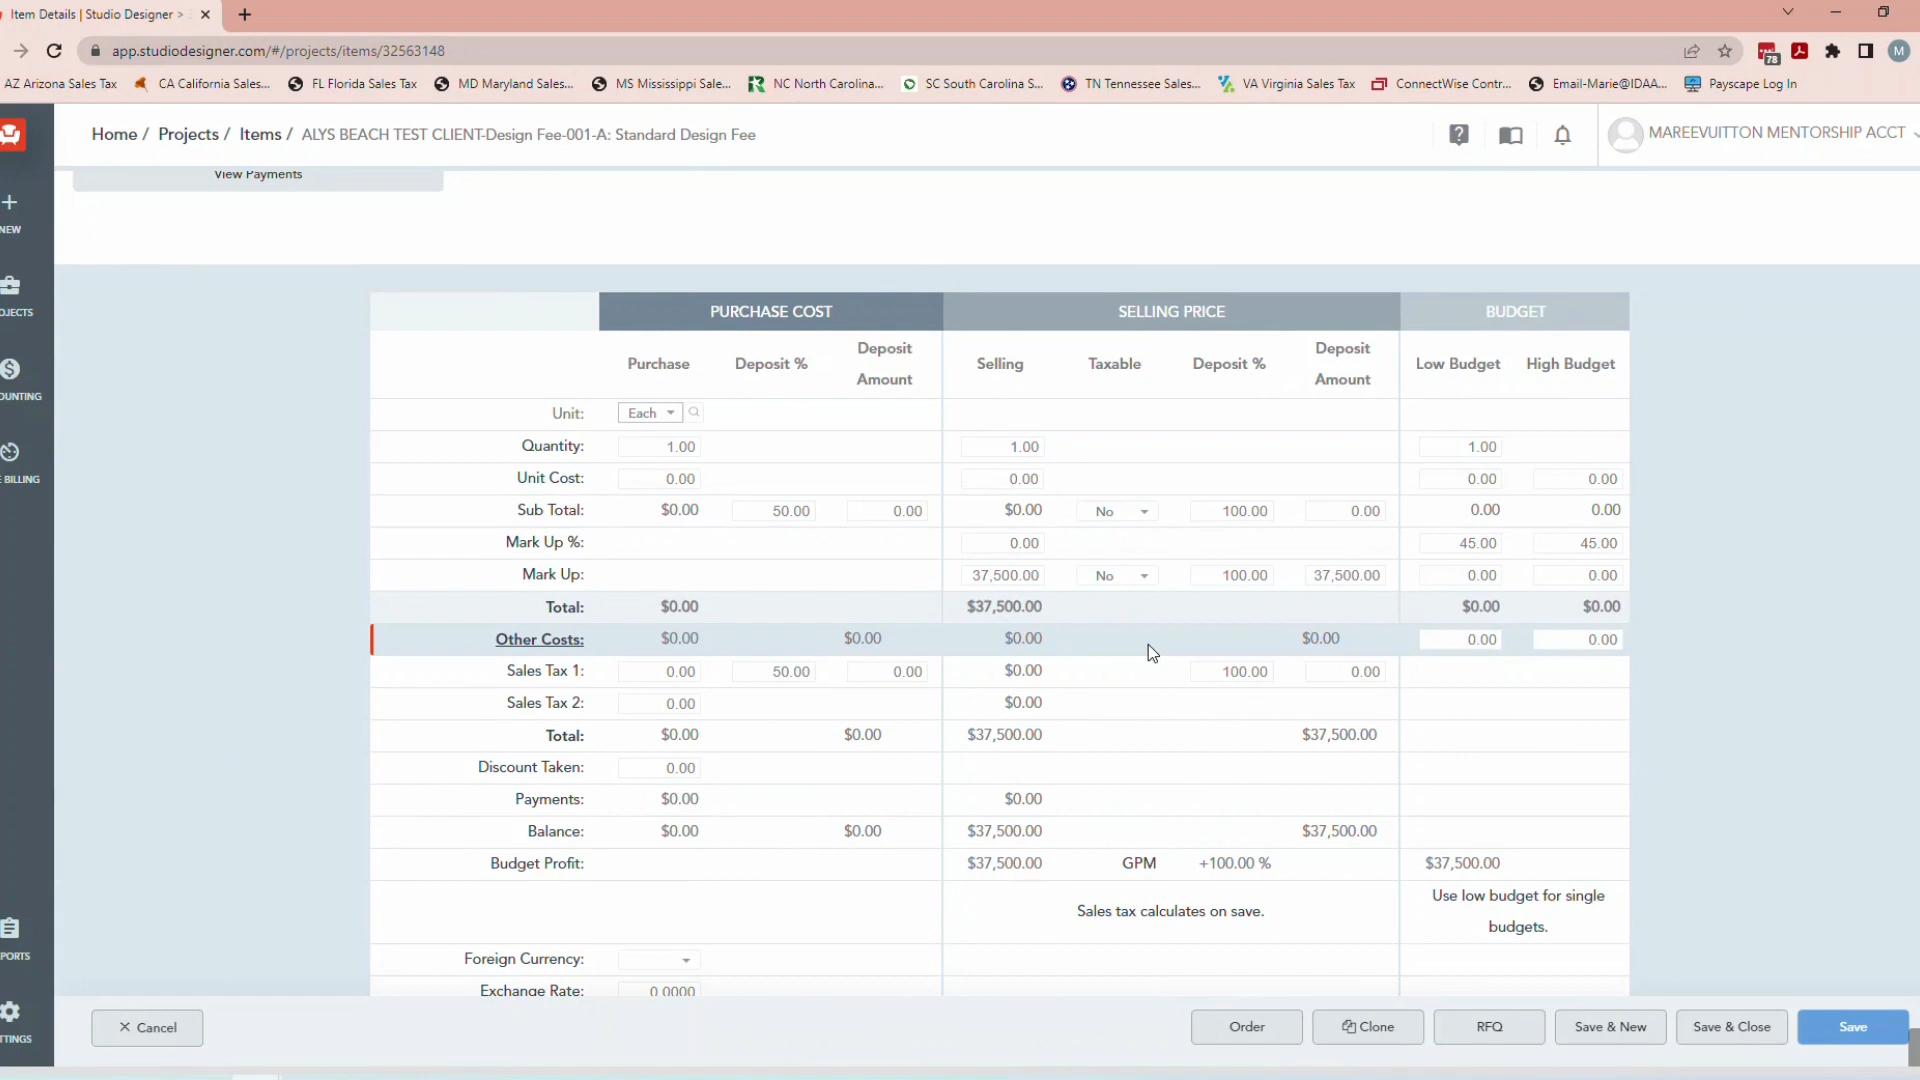 Item Details | Studio Designer >
app.studiodesigner.com/#/projects/items/32563148
78
M
AZ Arizona Sales Tax CA California Sales... FL Florida Sales Tax MD Maryland Sales... MS Mississippi Sale... NC North Carolina... SC South Carolina S... TN Tennessee Sales... VA Virginia Sales Tax ConnectWise Contr... Email-Marie@IDAA... Payscape Log In
Home / Projects / Items / ALYS BEACH TEST CLIENT-Design Fee-001-A: Standard Design Fee
MAREEVUITTON MENTORSHIP ACCT
View Payments
NEW
OJECTS
OUNTING
E BILLING
PORTS
TTINGS
PURCHASE COST SELLING PRICE BUDGET
Purchase Deposit % Deposit Amount Selling Taxable Deposit % Deposit Amount Low Budget High Budget
Unit: Each
Quantity: 1.00 1.00 1.00
Unit Cost: 0.00 0.00 0.00 0.00
Sub Total: $0.00 50.00 0.00 $0.00 No 100.00 0.00 0.00 0.00
Mark Up %: 0.00 45.00 45.00
Mark Up: 37,500.00 No 100.00 37,500.00 0.00 0.00
Total: $0.00 $37,500.00 $0.00 $0.00
Other Costs: $0.00 $0.00 $0.00 $0.00 0.00 0.00
Sales Tax 1: 0.00 50.00 0.00 $0.00 100.00 0.00
Sales Tax 2: 0.00 $0.00
Total: $0.00 $0.00 $37,500.00 $37,500.00
Discount Taken: 0.00
Payments: $0.00 $0.00
Balance: $0.00 $0.00 $37,500.00 $37,500.00
Budget Profit: $37,500.00 GPM +100.00 % $37,500.00
Sales tax calculates on save.
Use low budget for single
budgets.
Foreign Currency:
Exchange Rate: 0.0000
Cancel Order Clone RFQ Save & New Save & Close Save